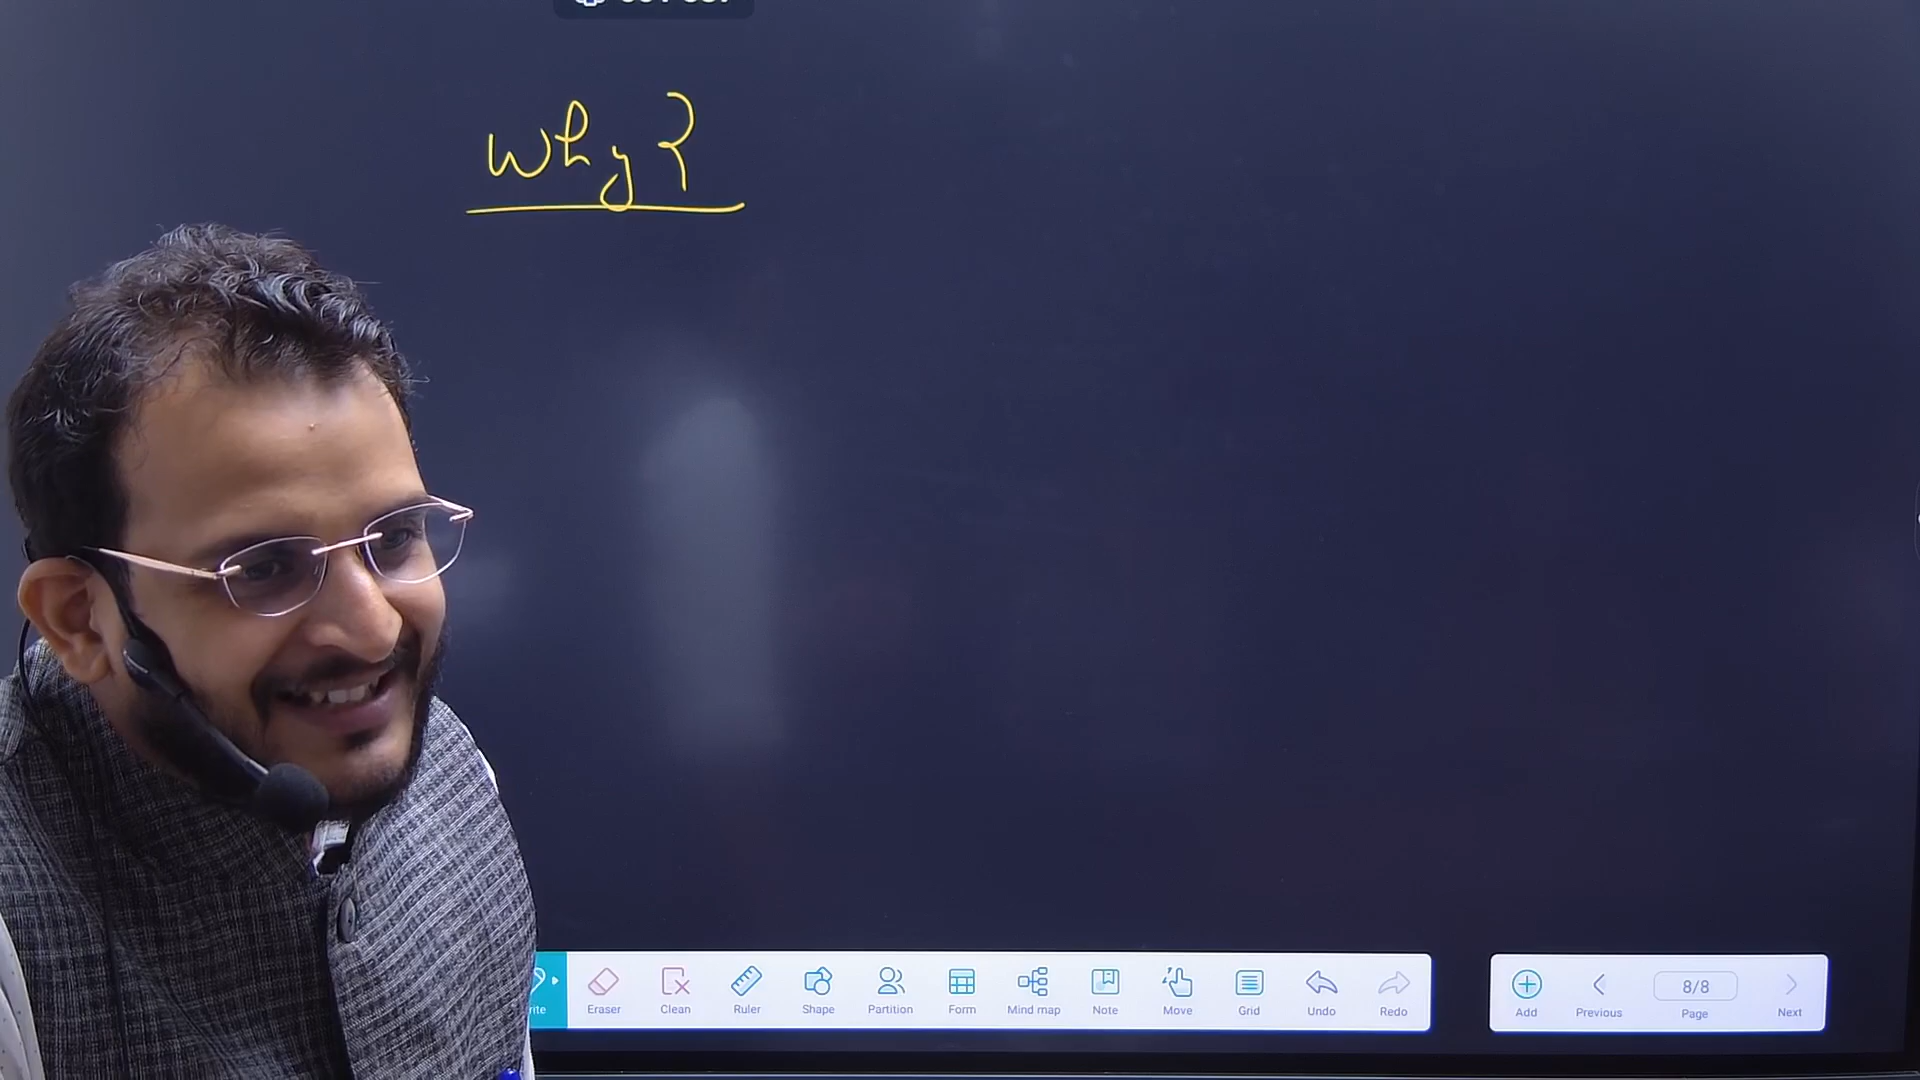 Why?
Eraser Clean Ruler Shape Partition Form Mind map Note Move Grid Undo Redo
Add Previous 8/8 Page Next